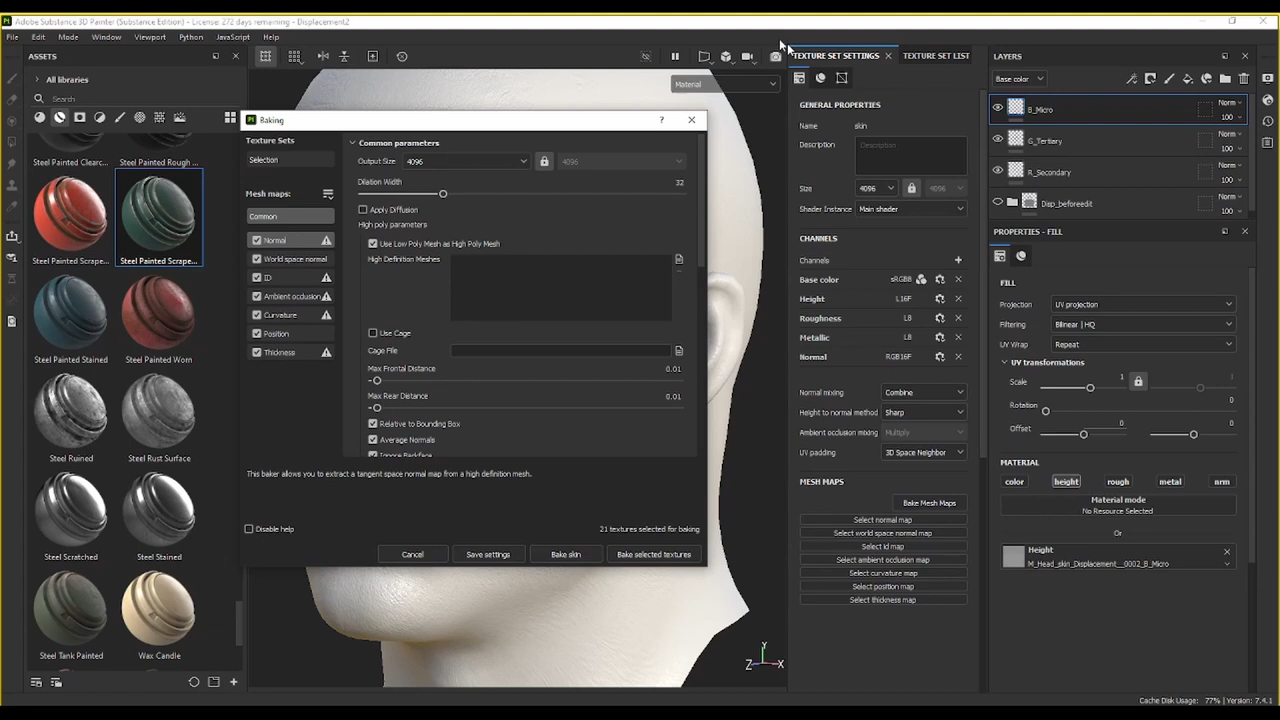 Adobe Substance 3D Painter (Substance Edition) - License: 272 days remaining - Displacement2
File Edit Mode Window Viewport Python JavaScript Help
ASSETS
All libraries
Search
Steel Painted Clearc... Steel Painted Rough ...
Steel Painted Scrape... Steel Painted Scrape...
Steel Painted Stained Steel Painted Worn
Steel Ruined Steel Rust Surface
Steel Scratched Steel Stained
Steel Tank Painted Wax Candle
Material
Baking
Texture Sets
Selection
Mesh maps:
Common
Normal
World space normal
ID
Ambient occlusion
Curvature
Position
Thickness
Common parameters
Output Size 4096 4096
Dilation Width 32
Apply Diffusion
High poly parameters
Use Low Poly Mesh as High Poly Mesh
High Definition Meshes
Use Cage
Cage File
Max Frontal Distance 0.01
Max Rear Distance 0.01
Relative to Bounding Box
Average Normals
Ignore Backface
This baker allows you to extract a tangent space normal map from a high definition mesh.
Disable help 21 textures selected for baking
Cancel Save settings Bake skin Bake selected textures
Y
Z X
TEXTURE SET SETTINGS TEXTURE SET LIST
GENERAL PROPERTIES
Name skin
Description Description
Size 4096 4096
Shader Instance Main shader
CHANNELS
Channels
Base color sRGB8
Height L16F
Roughness L8
Metallic L8
Normal RGB16F
Normal mixing Combine
Height to normal method Sharp
Ambient occlusion mixing Multiply
UV padding 3D Space Neighbor
MESH MAPS
Bake Mesh Maps
Select normal map
Select world space normal map
Select id map
Select ambient occlusion map
Select curvature map
Select position map
Select thickness map
LAYERS
Base color
B_Micro Norm 100
G_Tertiary Norm 100
R_Secondary Norm 100
Disp_beforeedit Norm 100
PROPERTIES - FILL
FILL
Projection UV projection
Filtering Bilinear | HQ
UV Wrap Repeat
UV transformations
Scale 1 1
Rotation 0
Offset 0 0
MATERIAL
color height rough metal nrm
Material mode
No Resource Selected
Or
Height
M_Head_skin_Displacement__0002_B_Micro
Cache Disk Usage: 77% | Version: 7.4.1